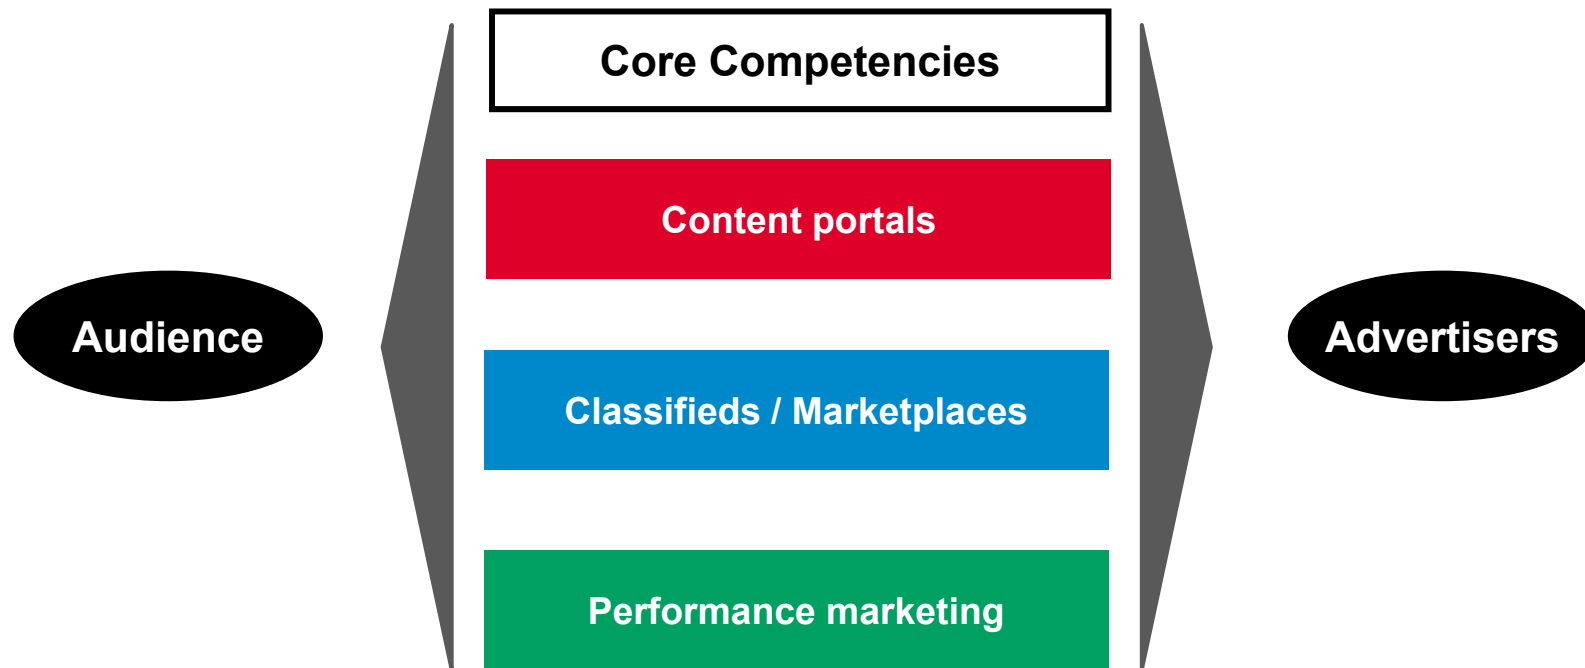 Core Competencies
Content portals
Audience
Advertisers
Classifieds / Marketplaces
Performance marketing